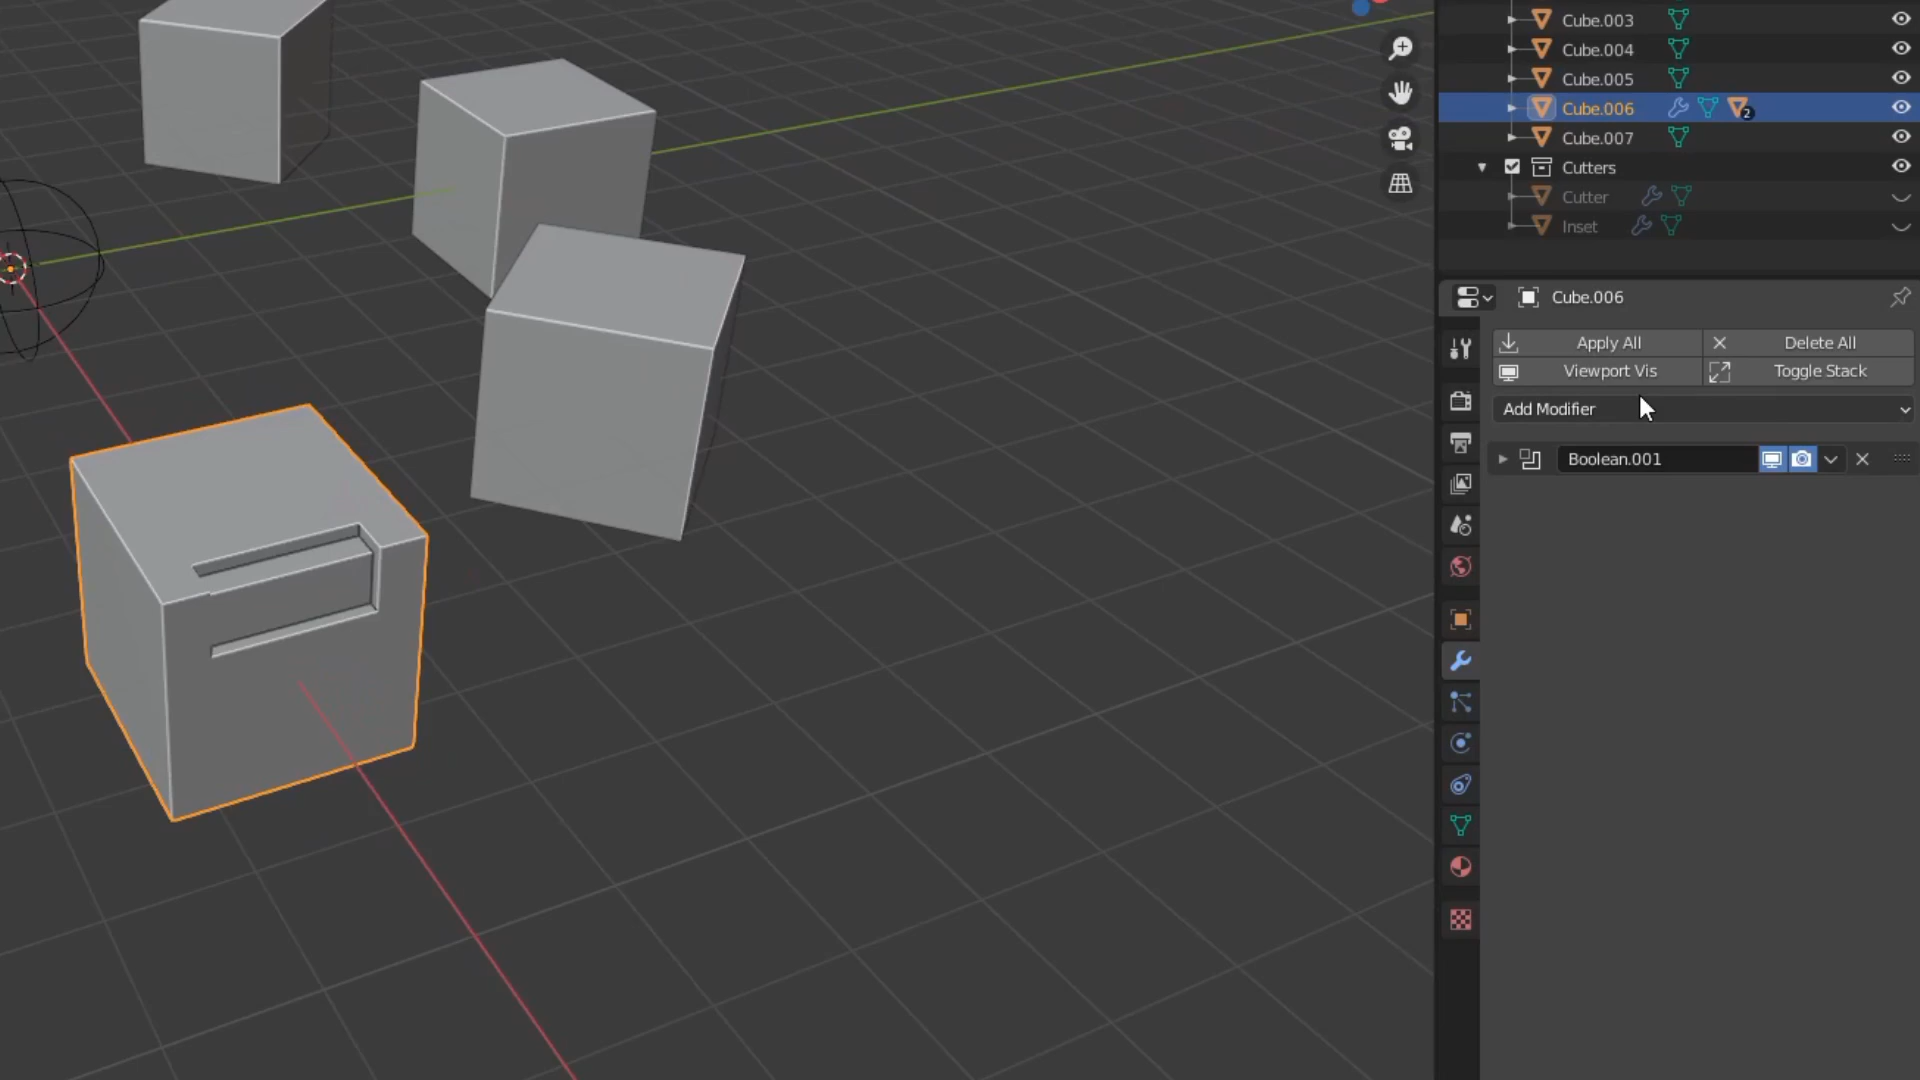 Cube.003
Cube.004
Cube.005
Cube.006
2
Cube.007
Cutters
Cutter
Inset
Cube.006
Apply All
Delete All
Viewport Vis
Toggle Stack
Add Modifier
Boolean.001